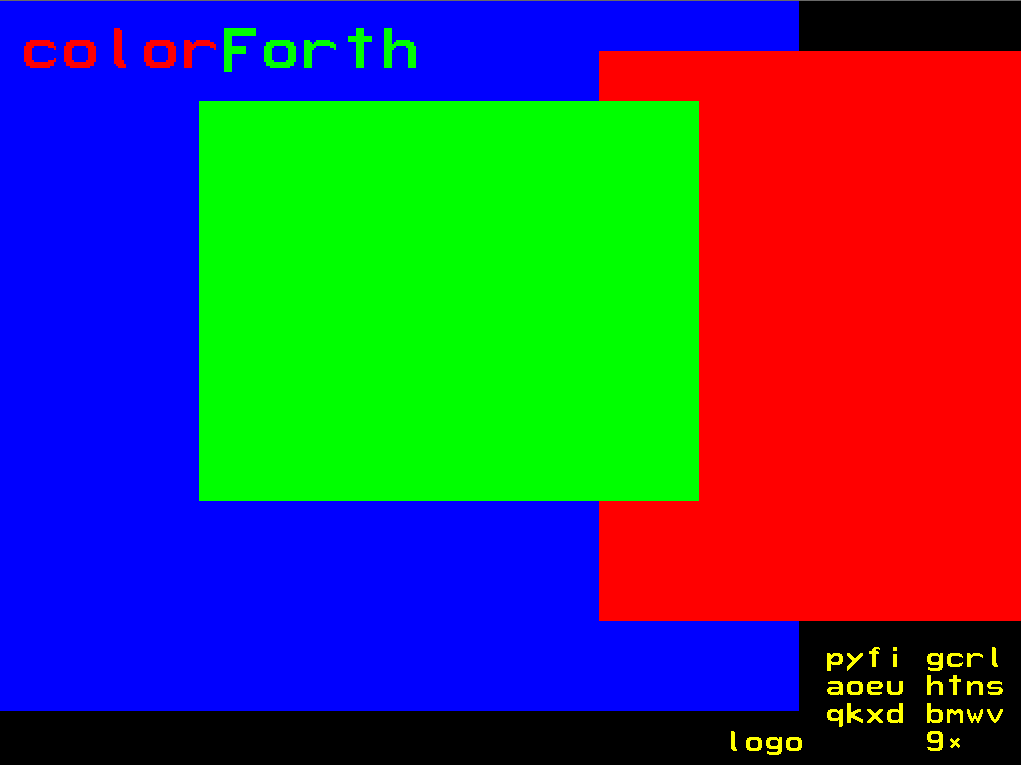 colorForth
pyfi gcrl
aoeu htns
qkxd bmwv
logo 9×